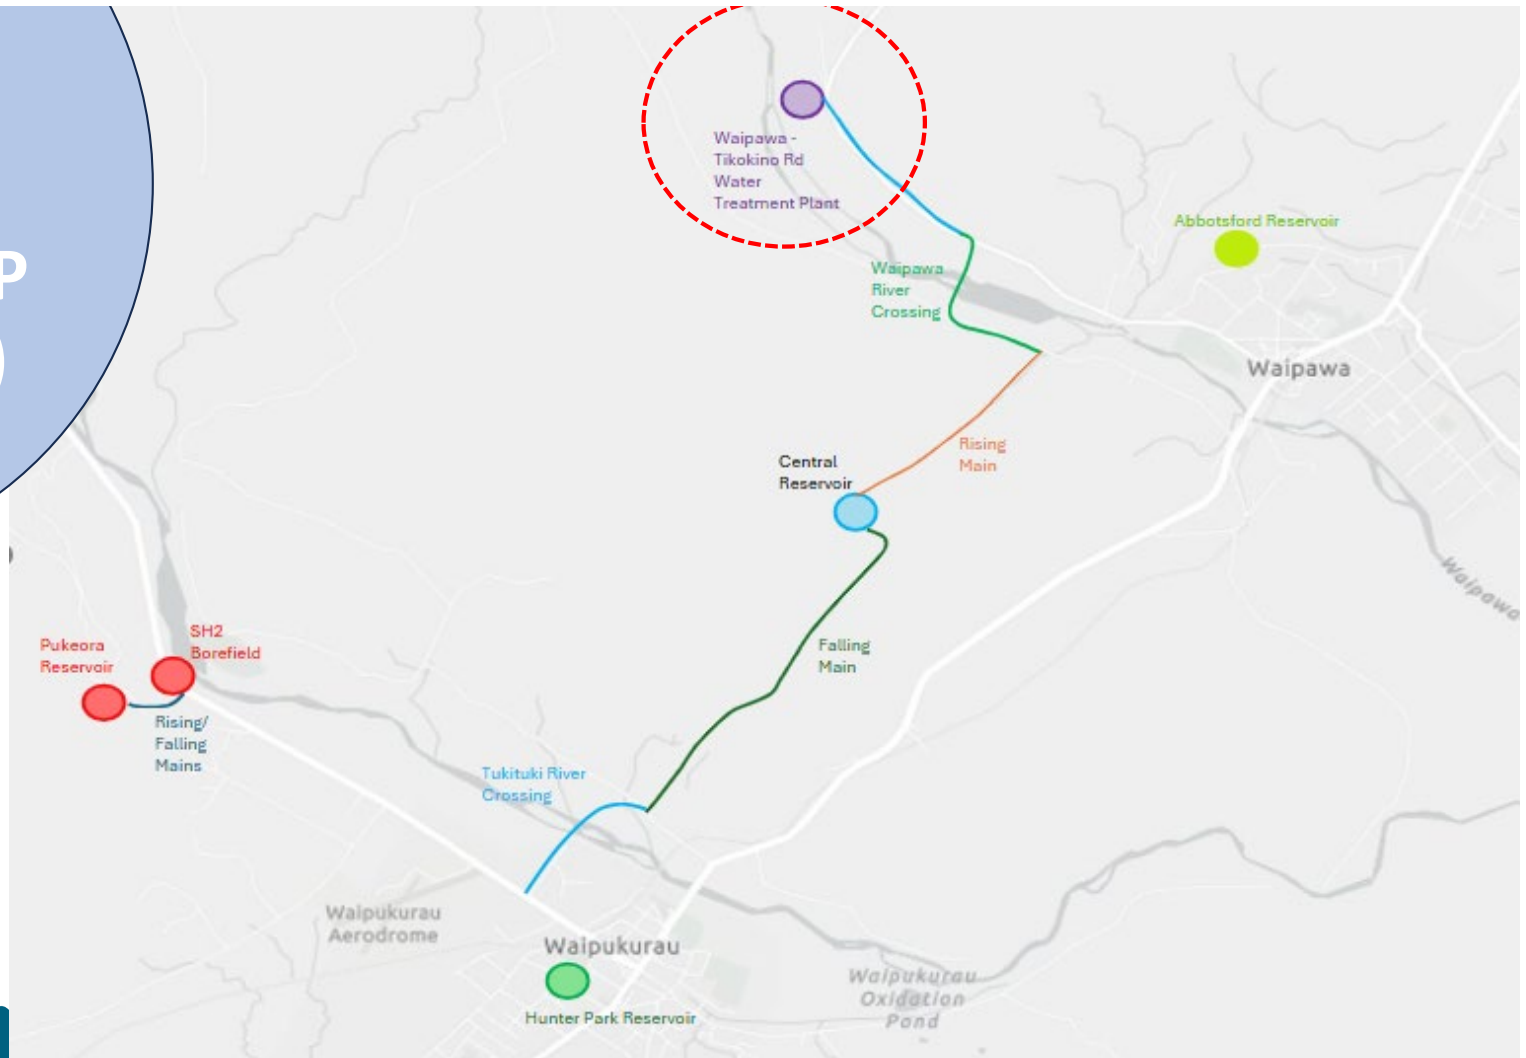 P
)
Waipawa -
Tikokino Rd
Water
Treatment Plant
Abbotsford Reservoir
Waipawa
River
Crossing
Waipawa
Rising
Main
Central
Reservoir
Waipawa
SH2
Borefield
Pukeora
Reservoir
Rising/
Falling
Mains
Falling
Main
Tukituki River
Crossing
Waipukurau
Aerodrome
Waipukurau
Hunter Park Reservoir
Waipukurau
Oxidation
Pond